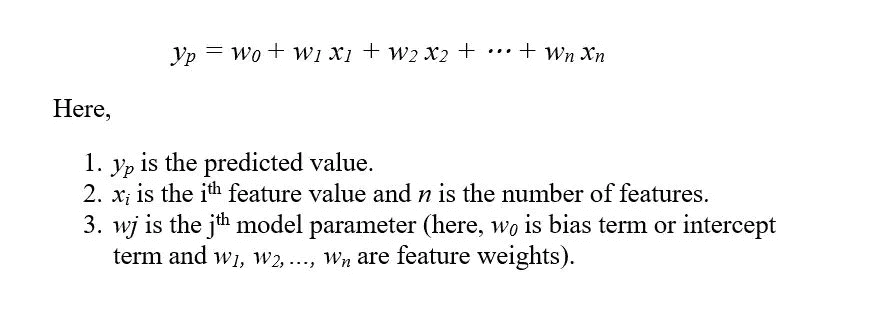 yₚ = w₀ + w₁ x₁ + w₂ x₂ + ⋯ + wₙ xₙ
Here,
1. yₚ is the predicted value.
2. xᵢ is the iᵗʰ feature value and n is the number of features.
3. wj is the jᵗʰ model parameter (here, w₀ is bias term or intercept
term and w₁, w₂, ..., wₙ are feature weights).